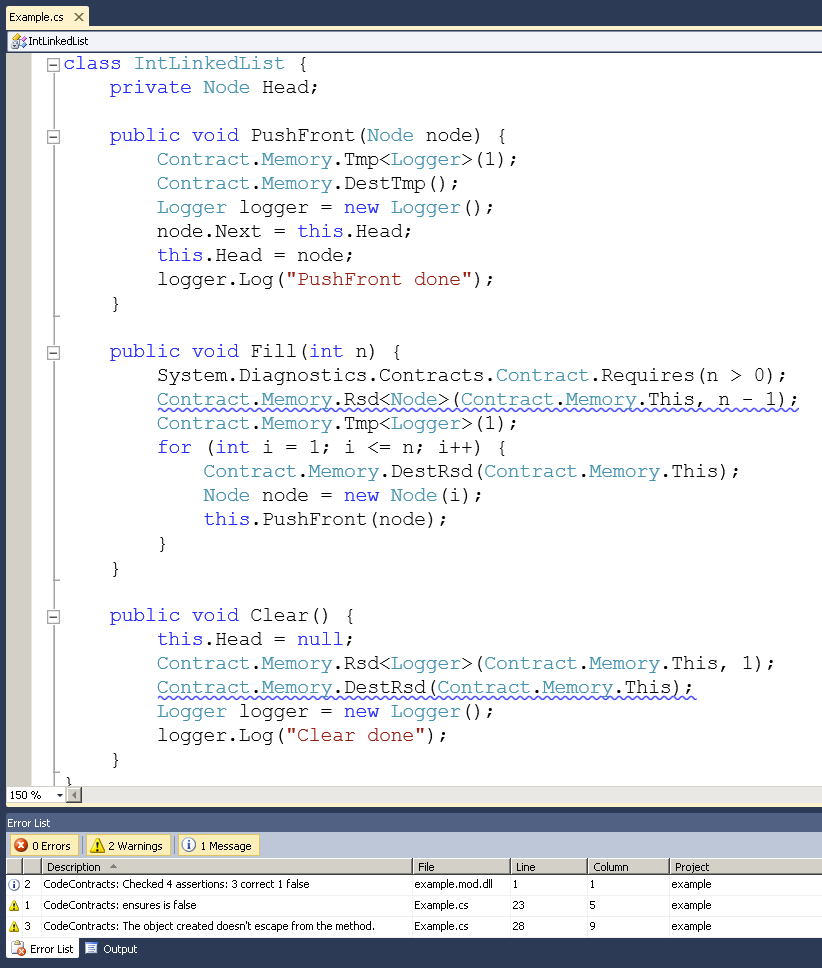 Example.cs
IntLinkedList
class IntLinkedList {
private Node Head;
public void PushFront(Node node) {
Contract.Memory.Tmp<Logger>(1);
Contract.Memory.DestTmp();
Logger logger = new Logger();
node.Next = this.Head;
this.Head = node;
logger.Log("PushFront done");
}
public void Fill(int n) {
System.Diagnostics.Contracts.Contract.Requires(n > 0);
Contract.Memory.Rsd<Node>(Contract.Memory.This, n - 1);
Contract.Memory.Tmp<Logger>(1);
for (int i = 1; i <= n; i++) {
Contract.Memory.DestRsd(Contract.Memory.This);
Node node = new Node(i);
this.PushFront(node);
}
}
public void Clear() {
this.Head = null;
Contract.Memory.Rsd<Logger>(Contract.Memory.This, 1);
Contract.Memory.DestRsd(Contract.Memory.This);
Logger logger = new Logger();
logger.Log("Clear done");
}
}
150 %
Error List
0 Errors 2 Warnings 1 Message
Description File Line Column Project
2 CodeContracts: Checked 4 assertions: 3 correct 1 false example.mod.dll 1 1 example
1 CodeContracts: ensures is false Example.cs 23 5 example
3 CodeContracts: The object created doesn't escape from the method. Example.cs 28 9 example
Error List Output